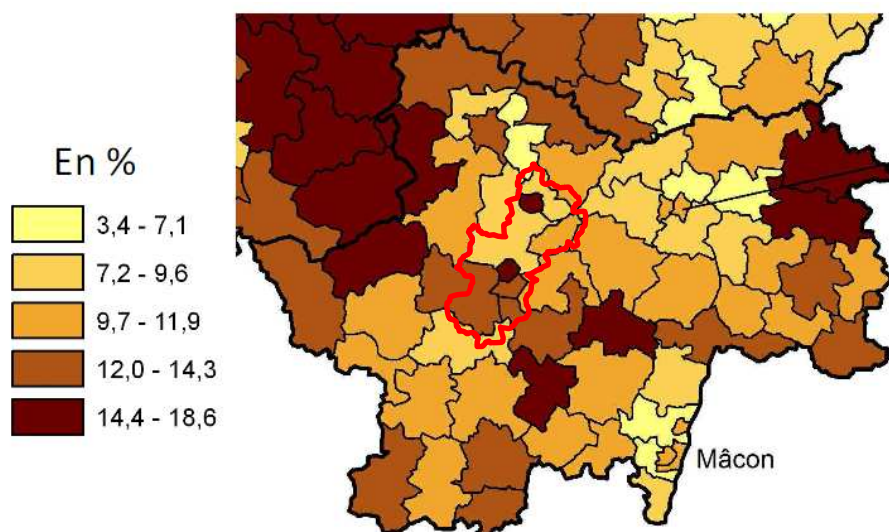 En %
3,4 - 7,1
7,2 - 9,6
9,7 - 11,9
12,0 - 14,3
14,4 - 18,6
Mâcon